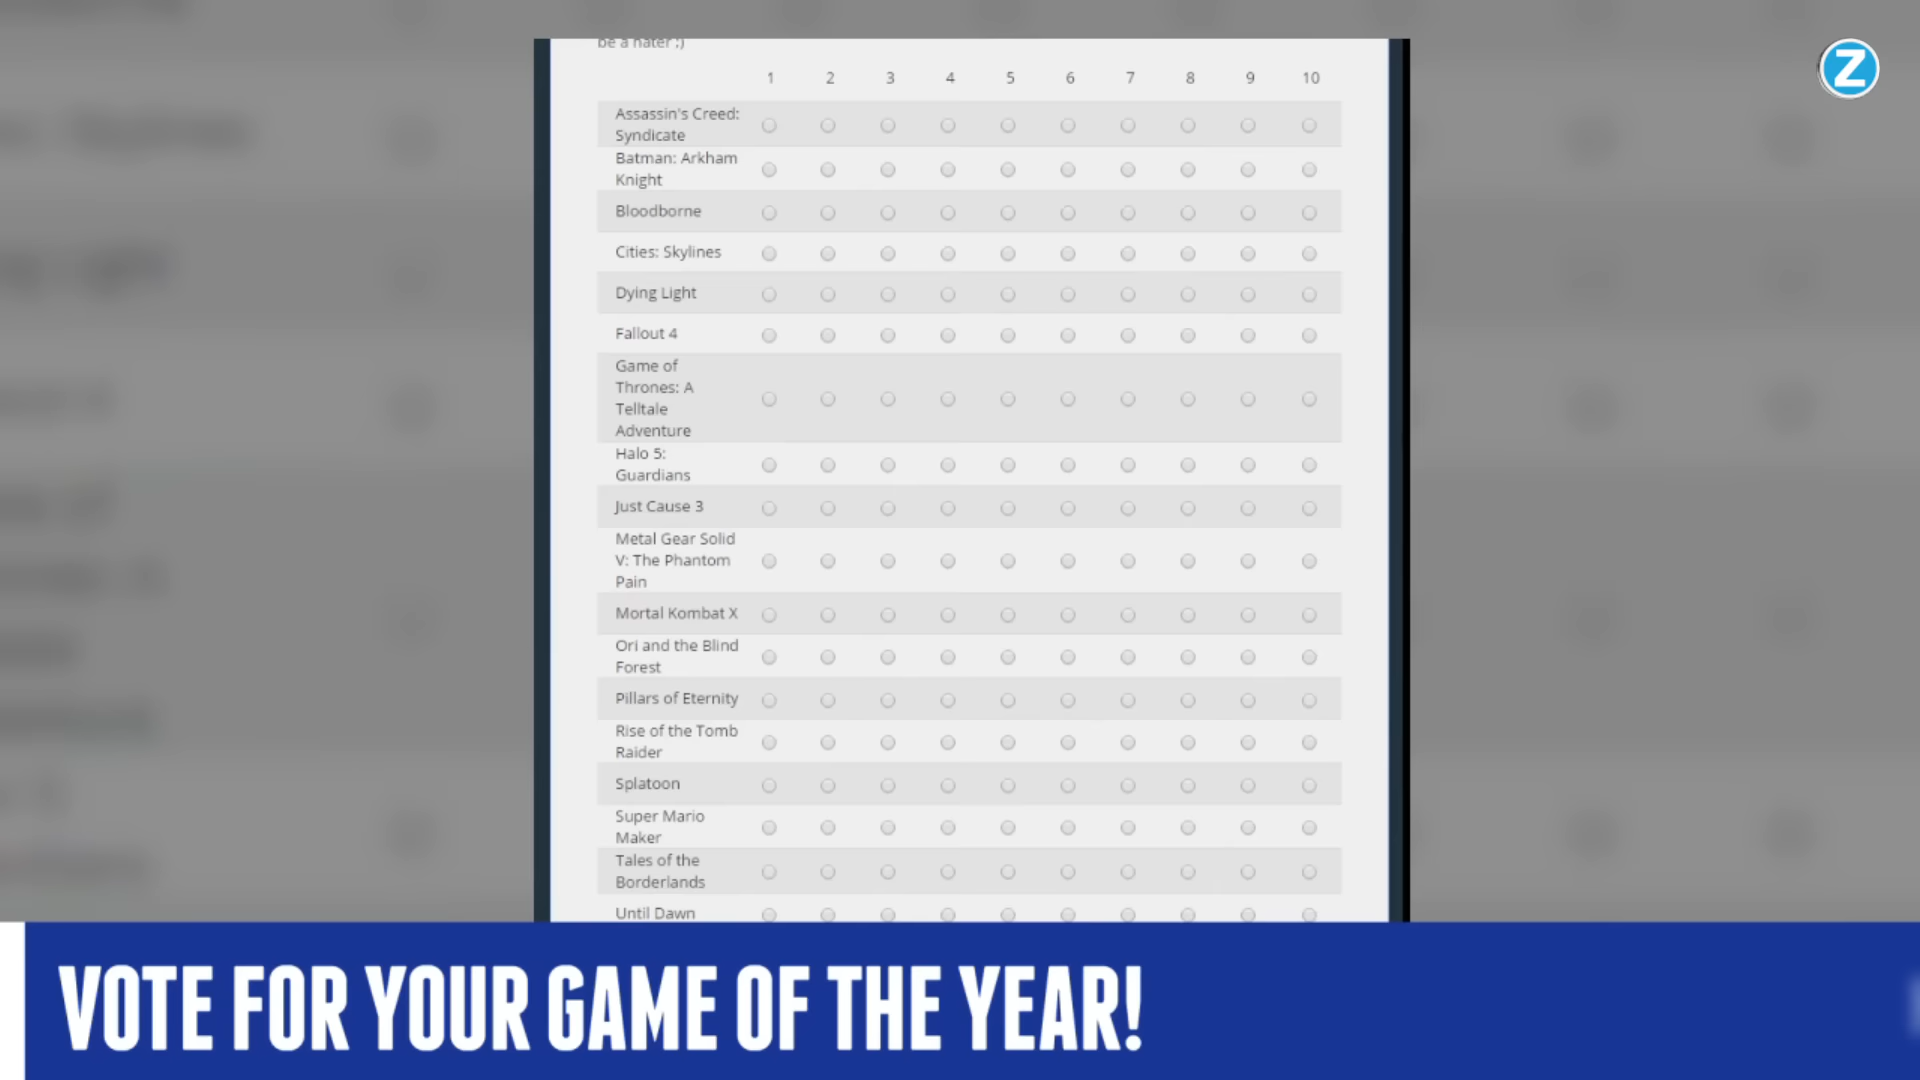 be a hater :)
1 2 3 4 5 6 7 8 9 10
Assassin's Creed:
Syndicate
Batman: Arkham
Knight
Bloodborne
Cities: Skylines
Dying Light
Fallout 4
Game of
Thrones: A
Telltale
Adventure
Halo 5:
Guardians
Just Cause 3
Metal Gear Solid
V: The Phantom
Pain
Mortal Kombat X
Ori and the Blind
Forest
Pillars of Eternity
Rise of the Tomb
Raider
Splatoon
Super Mario
Maker
Tales of the
Borderlands
Until Dawn
VOTE FOR YOUR GAME OF THE YEAR!
Z